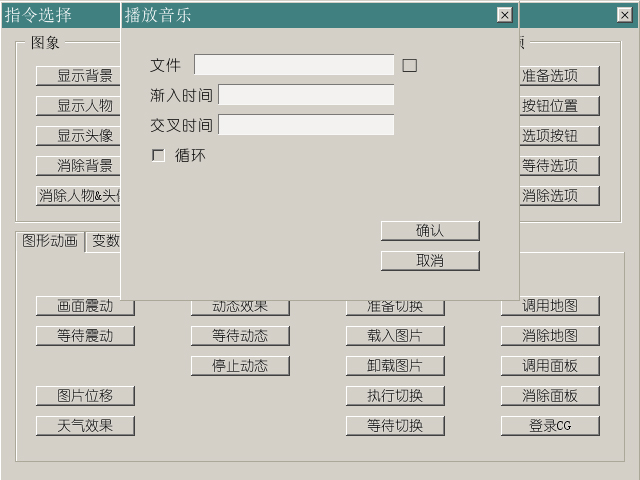 指令选择
播放音乐
图象
显示背景
显示人物
显示头像
消除背景
消除人物&头
文件
渐入时间
交叉时间
循环
确认
取消
准备选项
按钮位置
选项按钮
等待选项
消除选项
图形动画 变数
画面震动 动态效果 准备切换 调用地图
等待震动 等待动态 载入图片 消除地图
停止动态 卸载图片 调用面板
图片位移 执行切换 消除面板
天气效果 等待切换 登录CG